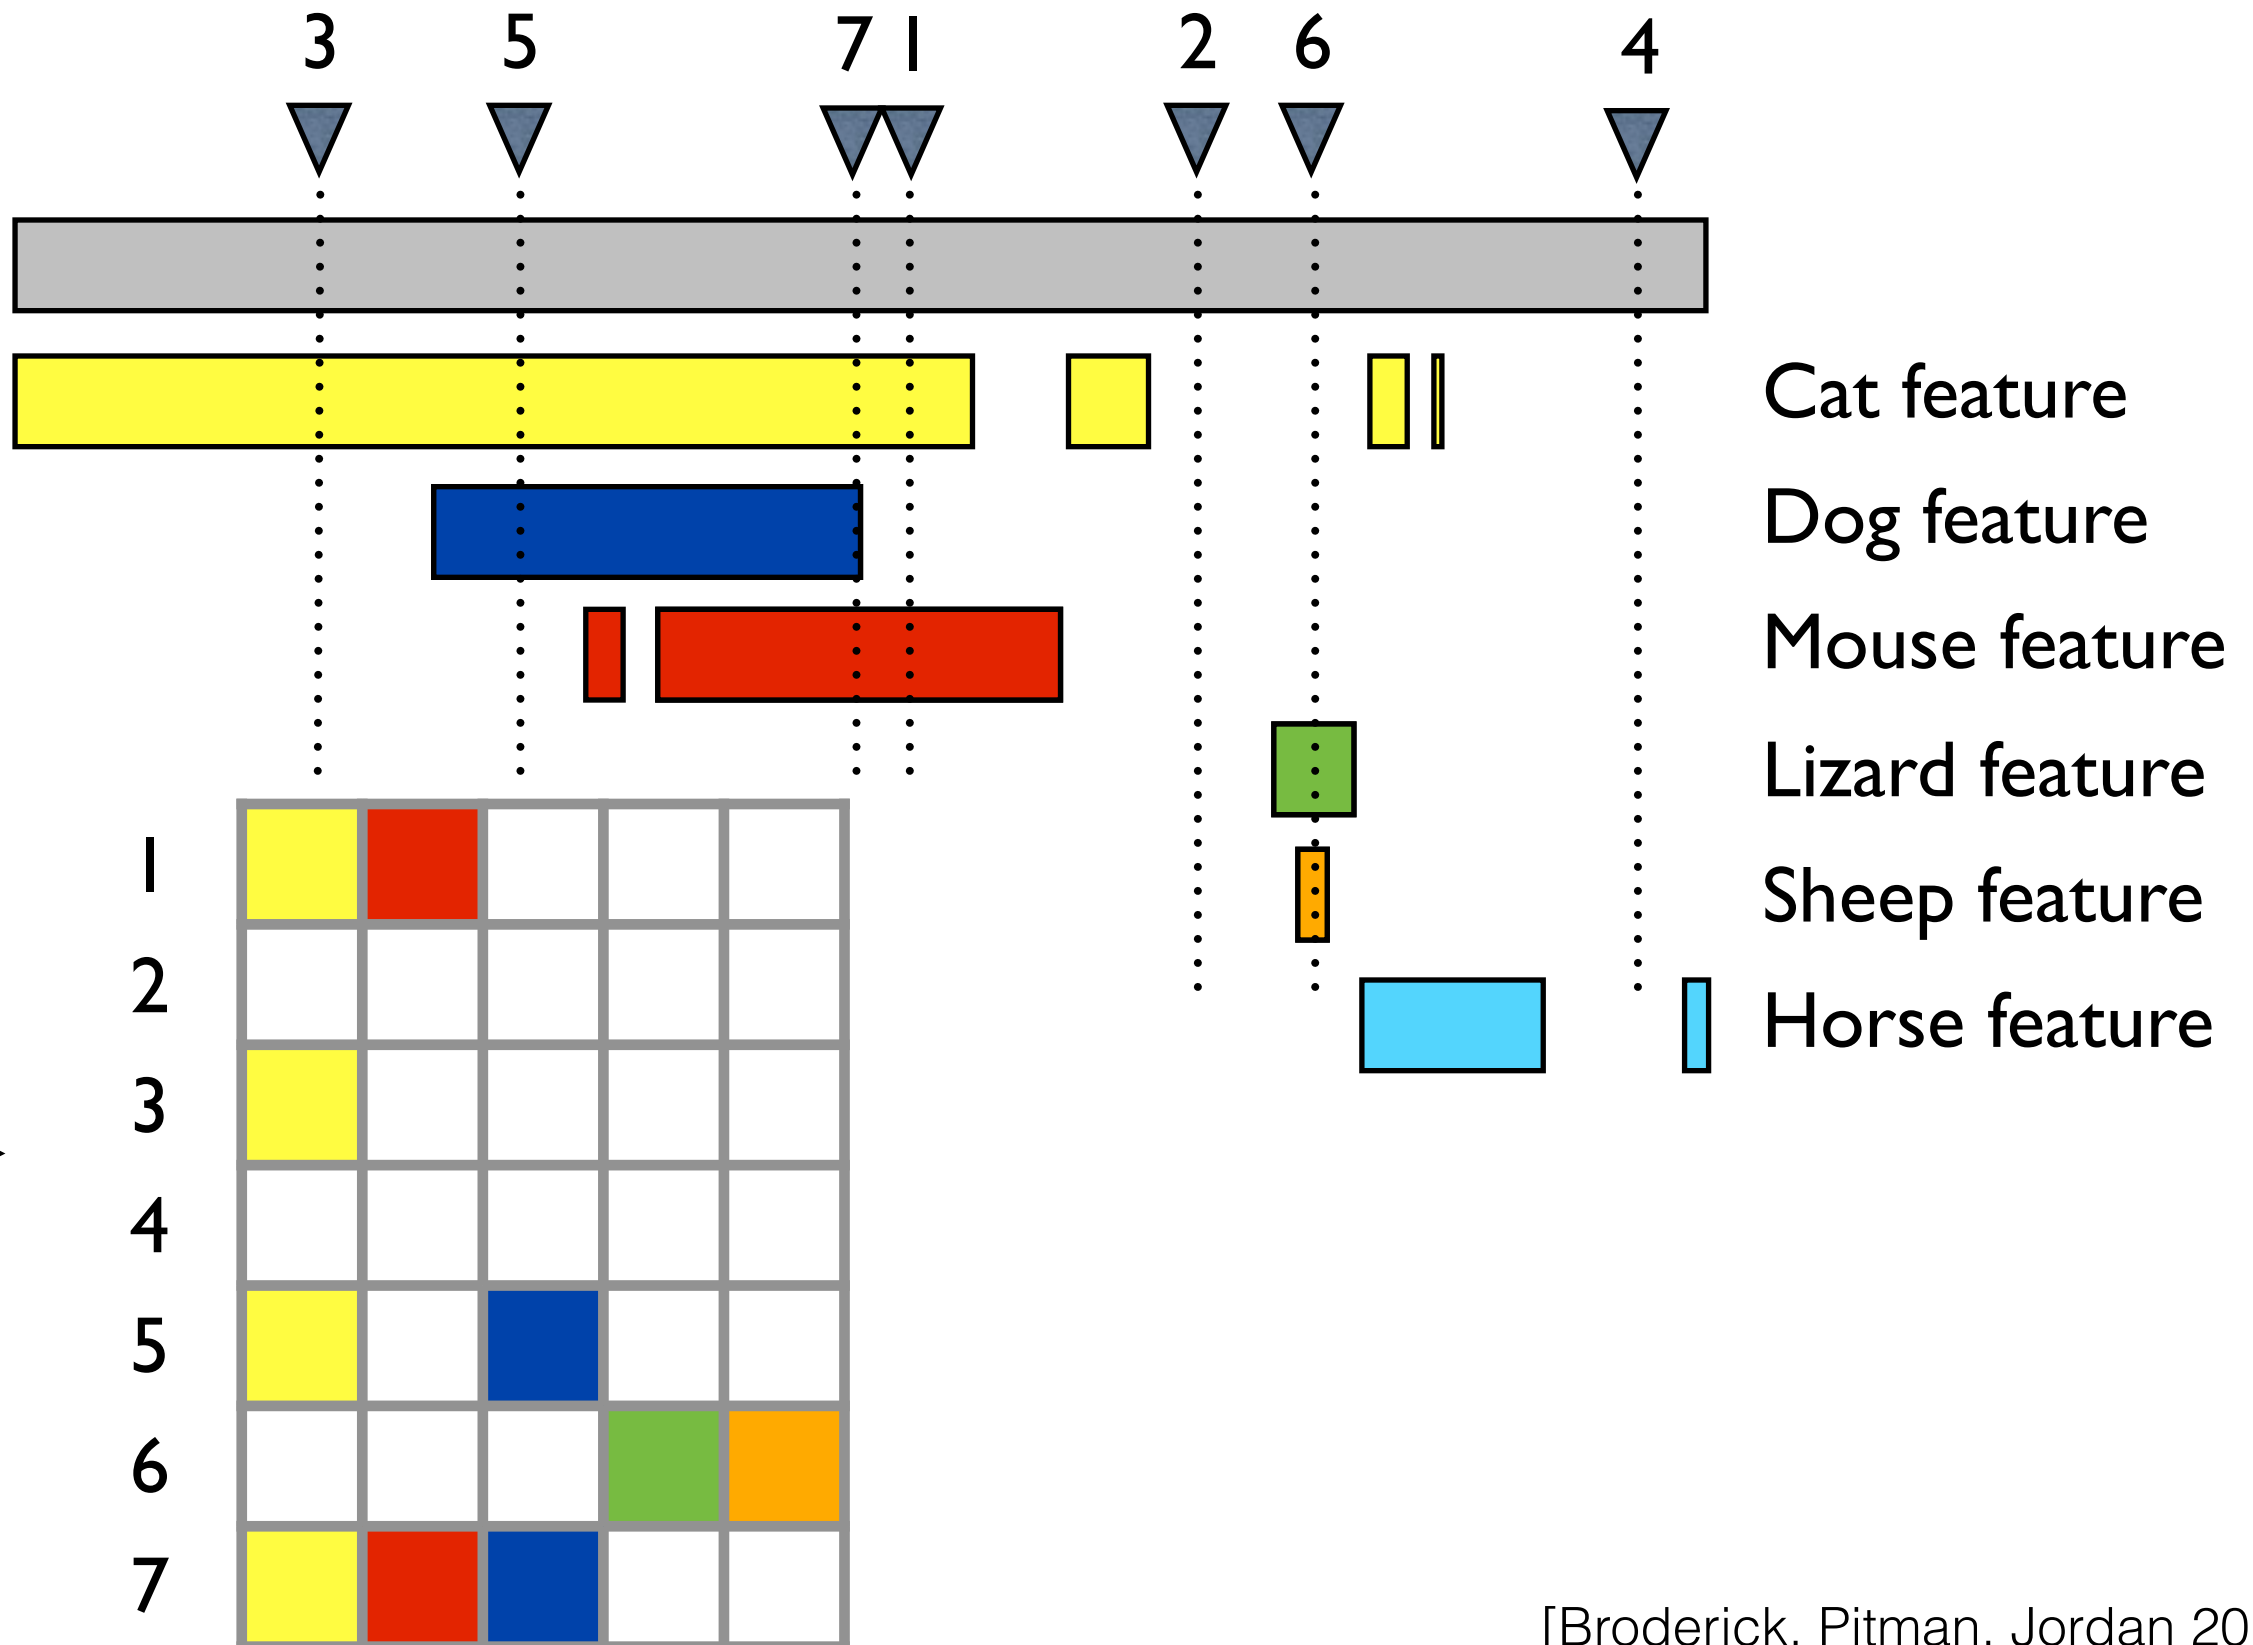 3 5 7 1 2 6 4
Cat feature
Dog feature
Mouse feature
Lizard feature
Sheep feature
Horse feature
1
2
3
4
5
6
7
[Broderick, Pitman, Jordan 20